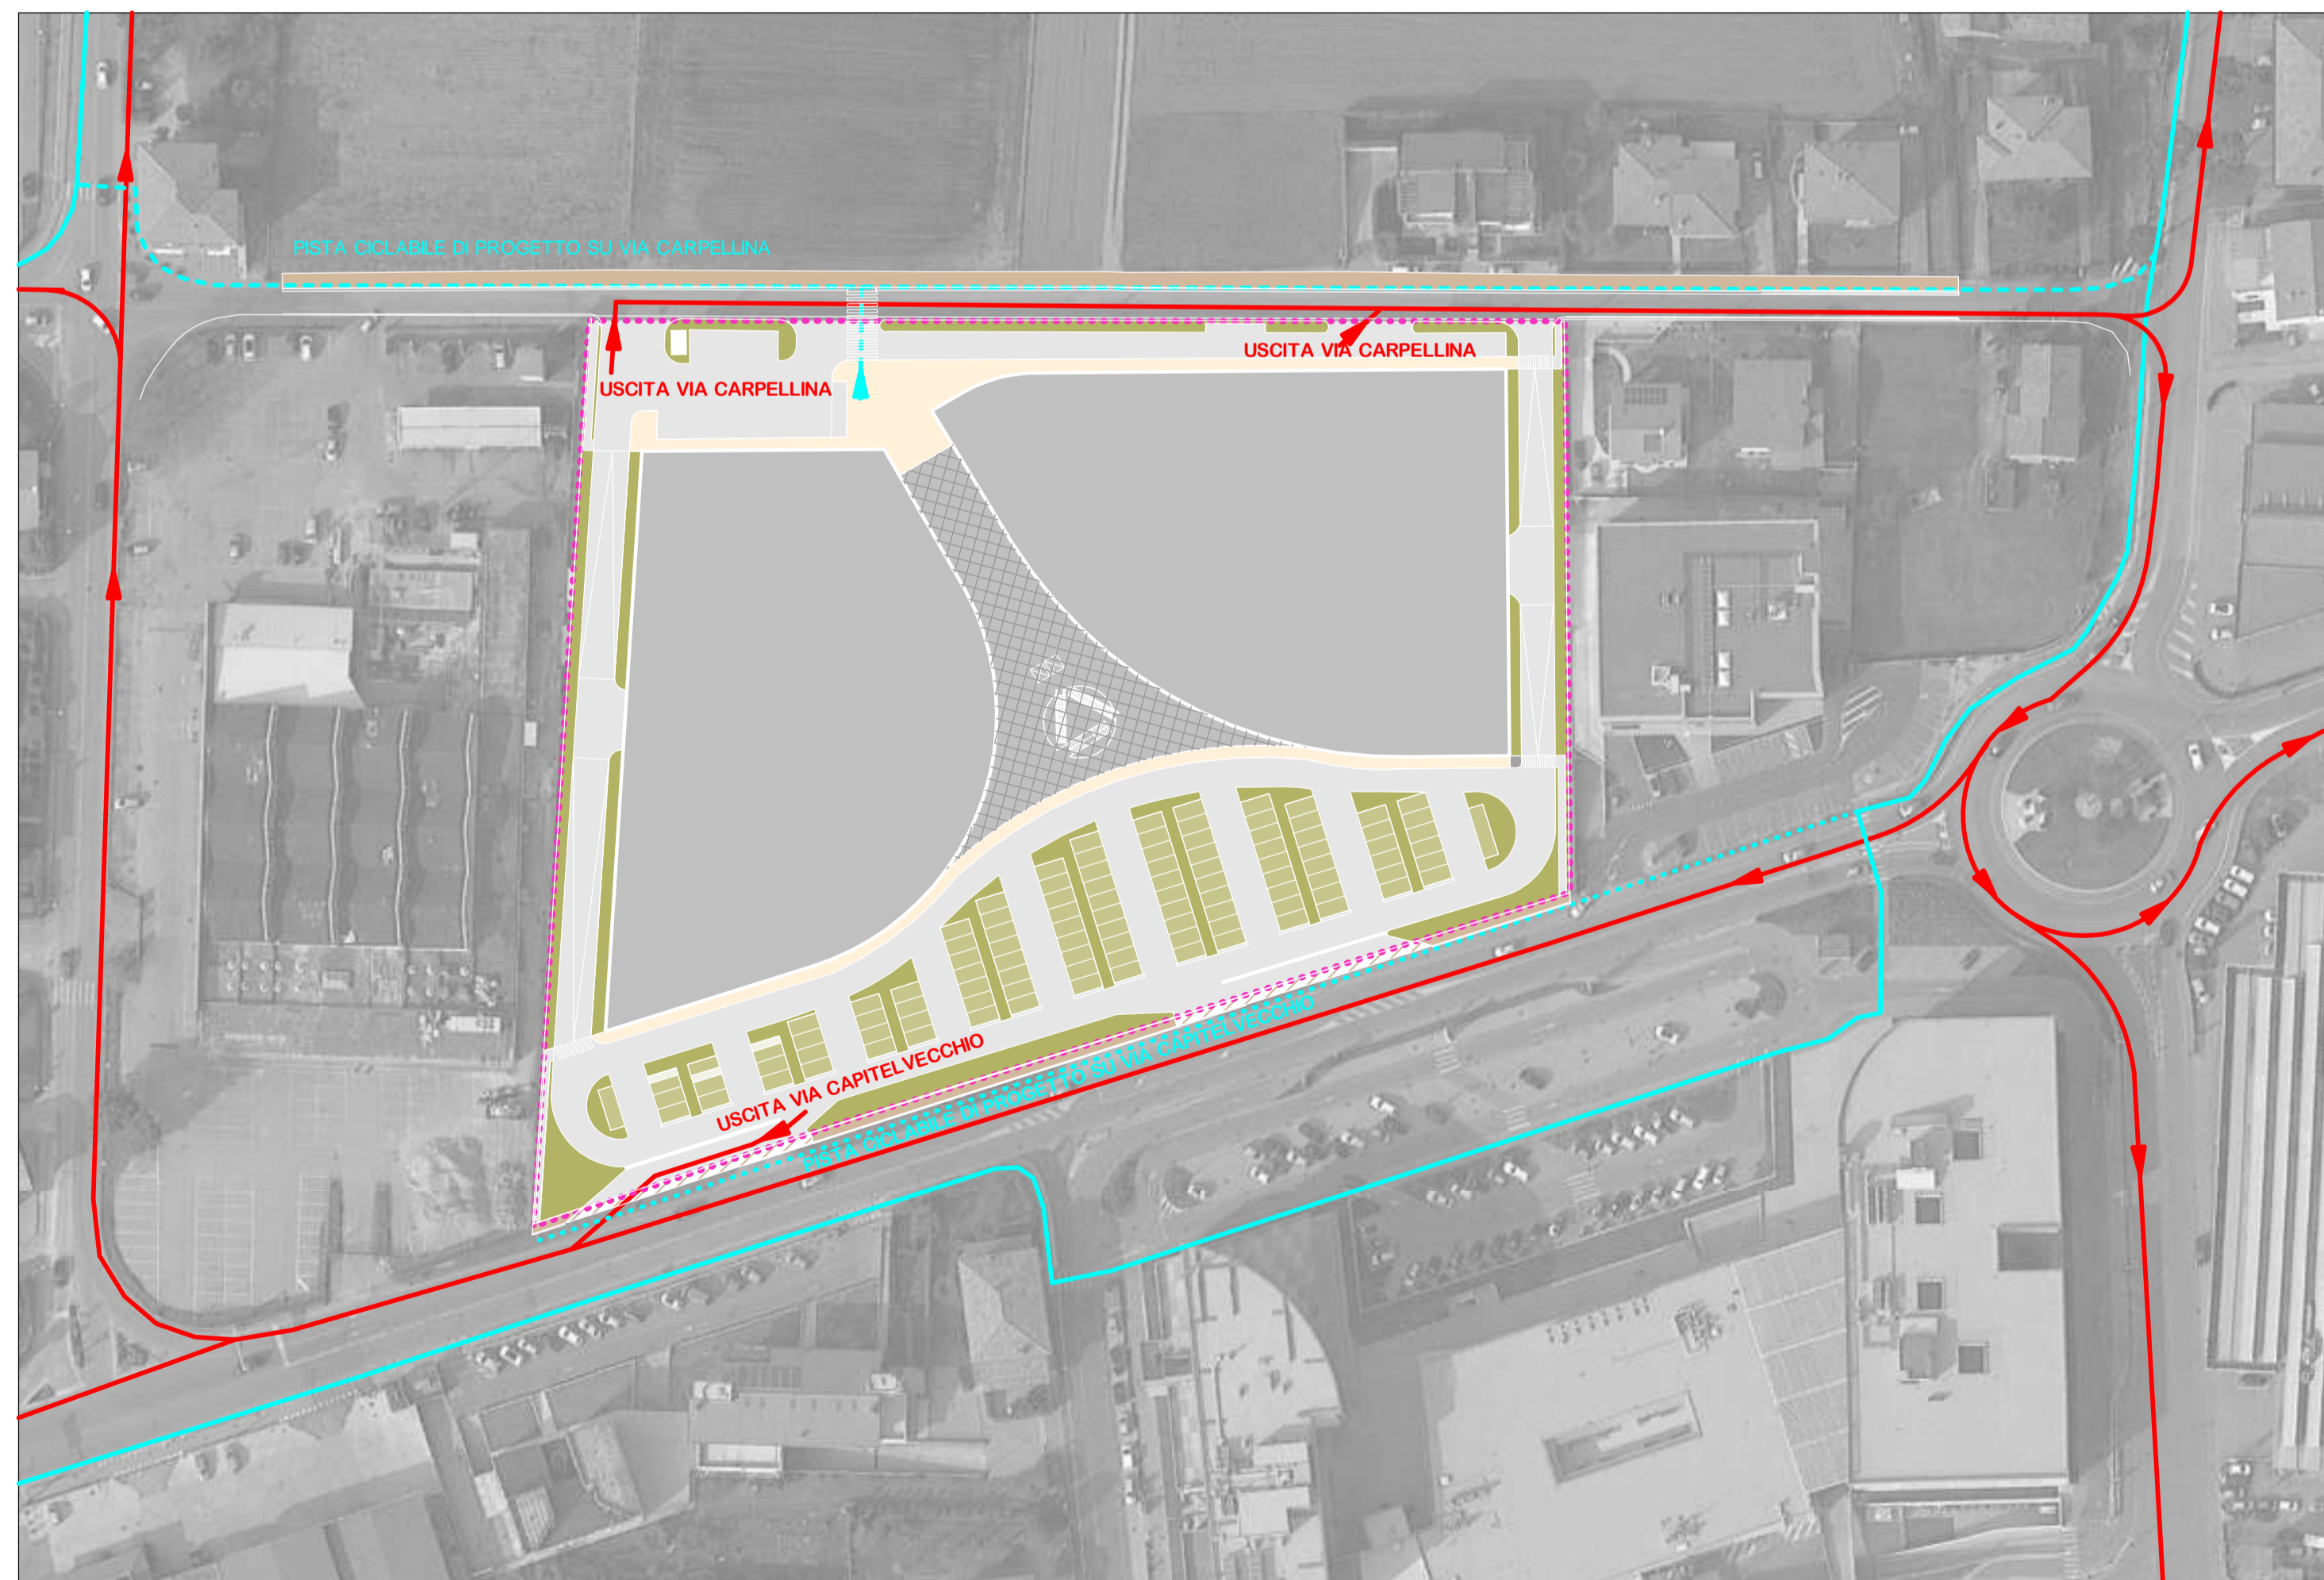 PISTA CICLABILE DI PROGETTO SU VIA CARPELLINA
USCITA VIA CARPELLINA
USCITA VIA CARPELLINA
USCITA VIA CAPITELVECCHIO
PISTA CICLABILE DI PROGETTO SU VIA CAPITELVECCHIO